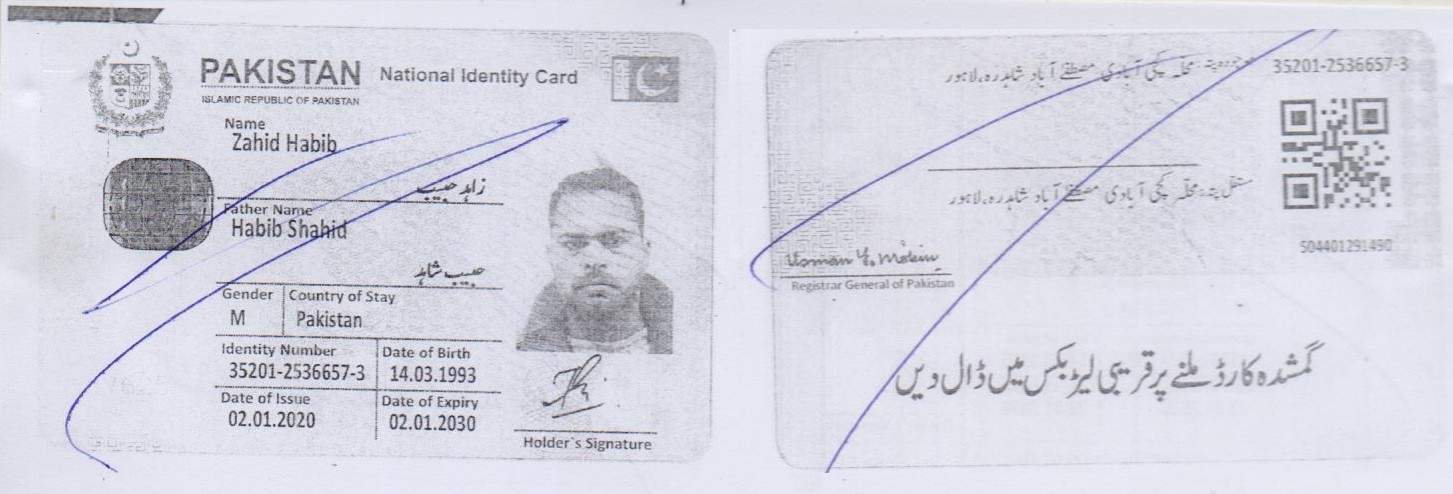 PAKISTAN National Identity Card
ISLAMIC REPUBLIC OF PAKISTAN
Name
Zahid Habib
زاہد حبیب
Father Name
Habib Shahid
حبیب شاہد
Gender Country of Stay
M Pakistan
Identity Number Date of Birth
35201-2536657-3 14.03.1993
Date of Issue Date of Expiry
02.01.2020 02.01.2030
Holder`s Signature
موجودہ پتہ: محلہ کچی آبادی مصطفےٰ آباد شاہدرہ، لاہور 35201-2536657-3
مستقل پتہ: محلہ کچی آبادی مصطفےٰ آباد شاہدرہ، لاہور
504401291490
Usman Y. Mobin
Registrar General of Pakistan
گمشدہ کارڈ ملنے پر قریبی لیٹر بکس میں ڈال دیں